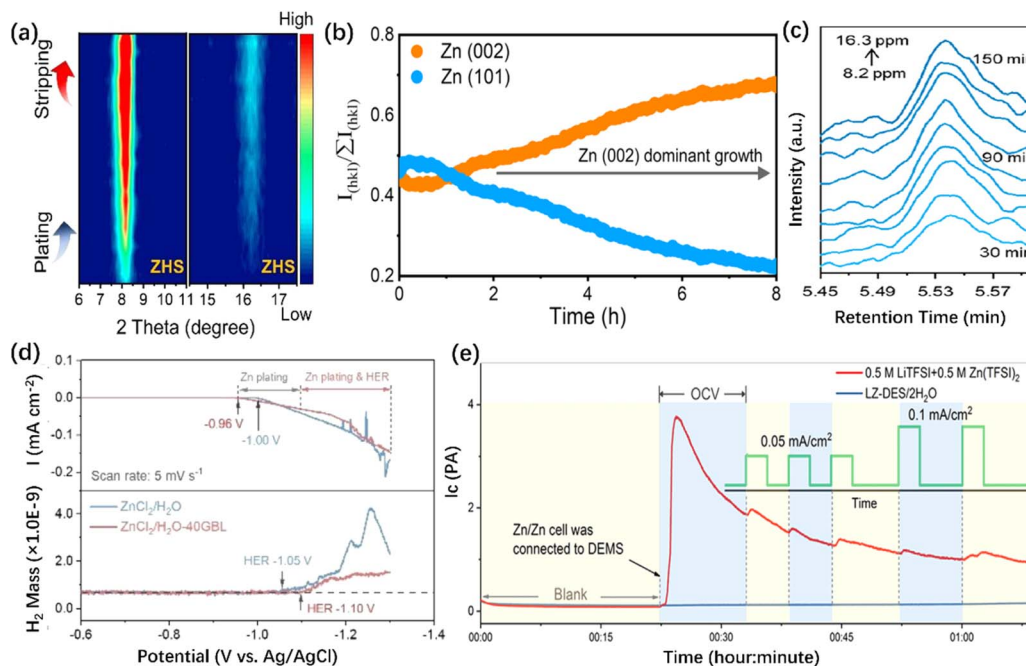 (a)
Stripping
Plating
High
Low
ZHS
ZHS
6 7 8 9 10 11 15 16 17
2 Theta (degree)
(b)
Zn (002)
Zn (101)
Zn (002) dominant growth
I(hkl)/ΣI(hkl)
0.8
0.6
0.4
0.2
0 2 4 6 8
Time (h)
(c)
16.3 ppm
8.2 ppm
150 min
90 min
30 min
Intensity (a.u.)
5.45 5.49 5.53 5.57
Retention Time (min)
(d)
Zn plating
Zn plating & HER
-0.96 V
-1.00 V
Scan rate: 5 mV s⁻¹
I (mA cm⁻²)
0.1
0.0
-0.1
-0.2
ZnCl₂/H₂O
ZnCl₂/H₂O-40GBL
HER -1.05 V
HER -1.10 V
H₂ Mass (×1.0E-9)
4.0
2.0
0.0
-0.6 -0.8 -1.0 -1.2 -1.4
Potential (V vs. Ag/AgCl)
(e)
0.5 M LiTFSI+0.5 M Zn(TFSI)₂
LZ-DES/2H₂O
OCV
0.05 mA/cm²
0.1 mA/cm²
Time
Zn/Zn cell was
connected to DEMS
Blank
Ic (PA)
4
2
0
00:00 00:15 00:30 00:45 01:00
Time (hour:minute)